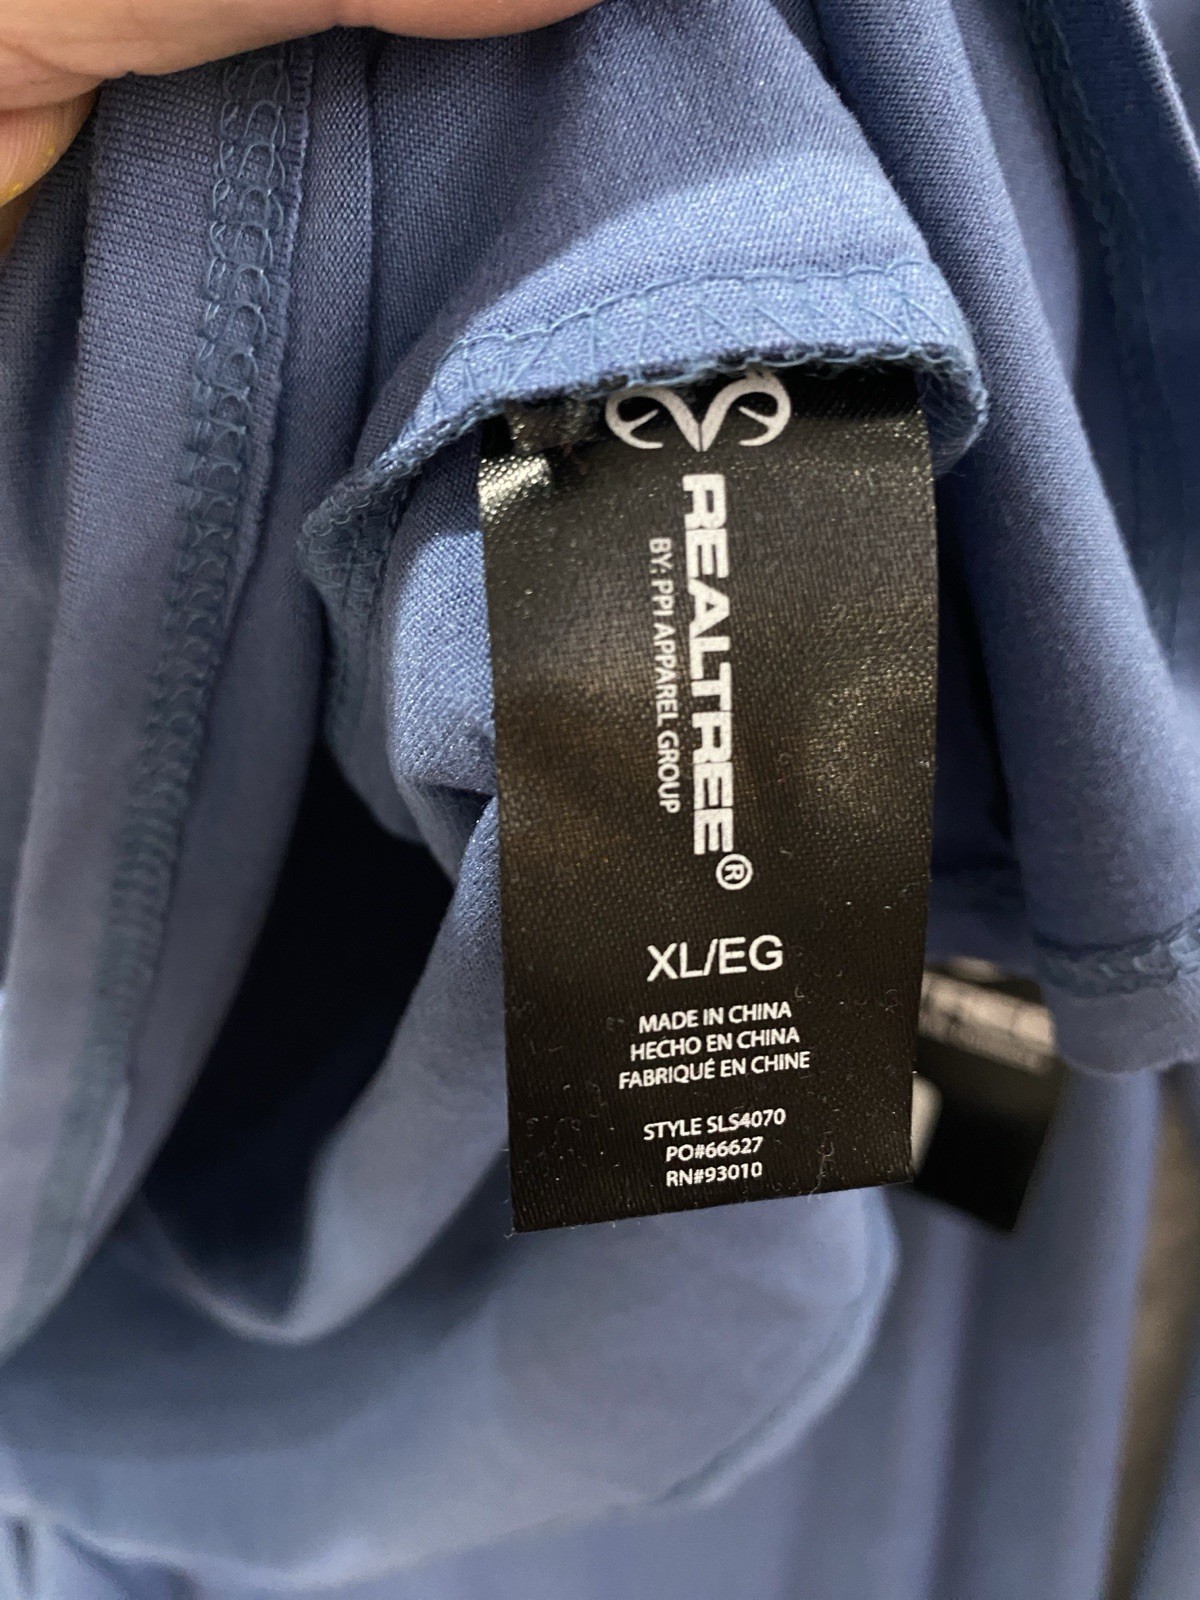 REALTREE®
BY: PPI APPAREL GROUP
XL/EG
MADE IN CHINA
HECHO EN CHINA
FABRIQUÉ EN CHINE
STYLE SLS4070
PO#66627
RN#93010